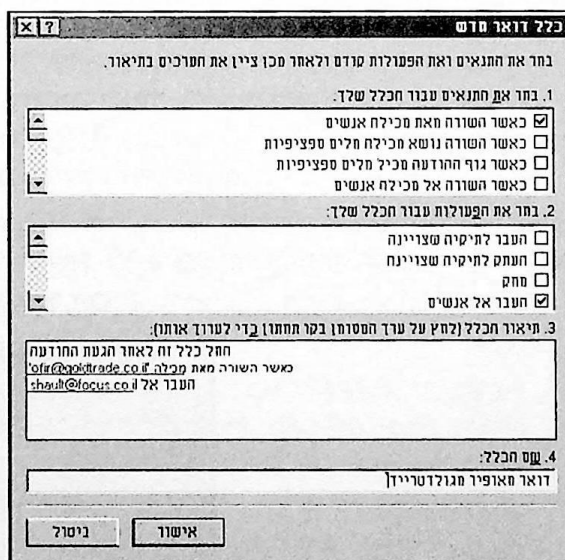 כלל דואר חדש
בחר את התנאים ואת הפעולות קודם ולאחר מכן ציין את הערכים בתיאור.
1. בחר את התנאים עבור הכלל שלך.
כאשר השורה מאת מכילה אנשים
כאשר השורה נושא מכילה מלים ספציפיות
כאשר גוף ההודעה מכיל מלים ספציפיות
כאשר השורה אל מכילה אנשים
2. בחר את הפעולות עבור הכלל שלך:
העבר לתיקיה שצויינה
העתק לתיקיה שצויינה
מחק
העבר אל אנשים
3. תיאור הכלל (לחץ על ערך המסומן בקו תחתון כדי לערוך אותו):
החל כלל זה לאחר הגעת ההודעה
כאשר השורה מאת מכילה 'ofir@goldtrade.co.il'
העבר אל shault@focus.co.il
4. שם הכלל:
דואר מאופיר מגולדטרייד
אישור
ביטול